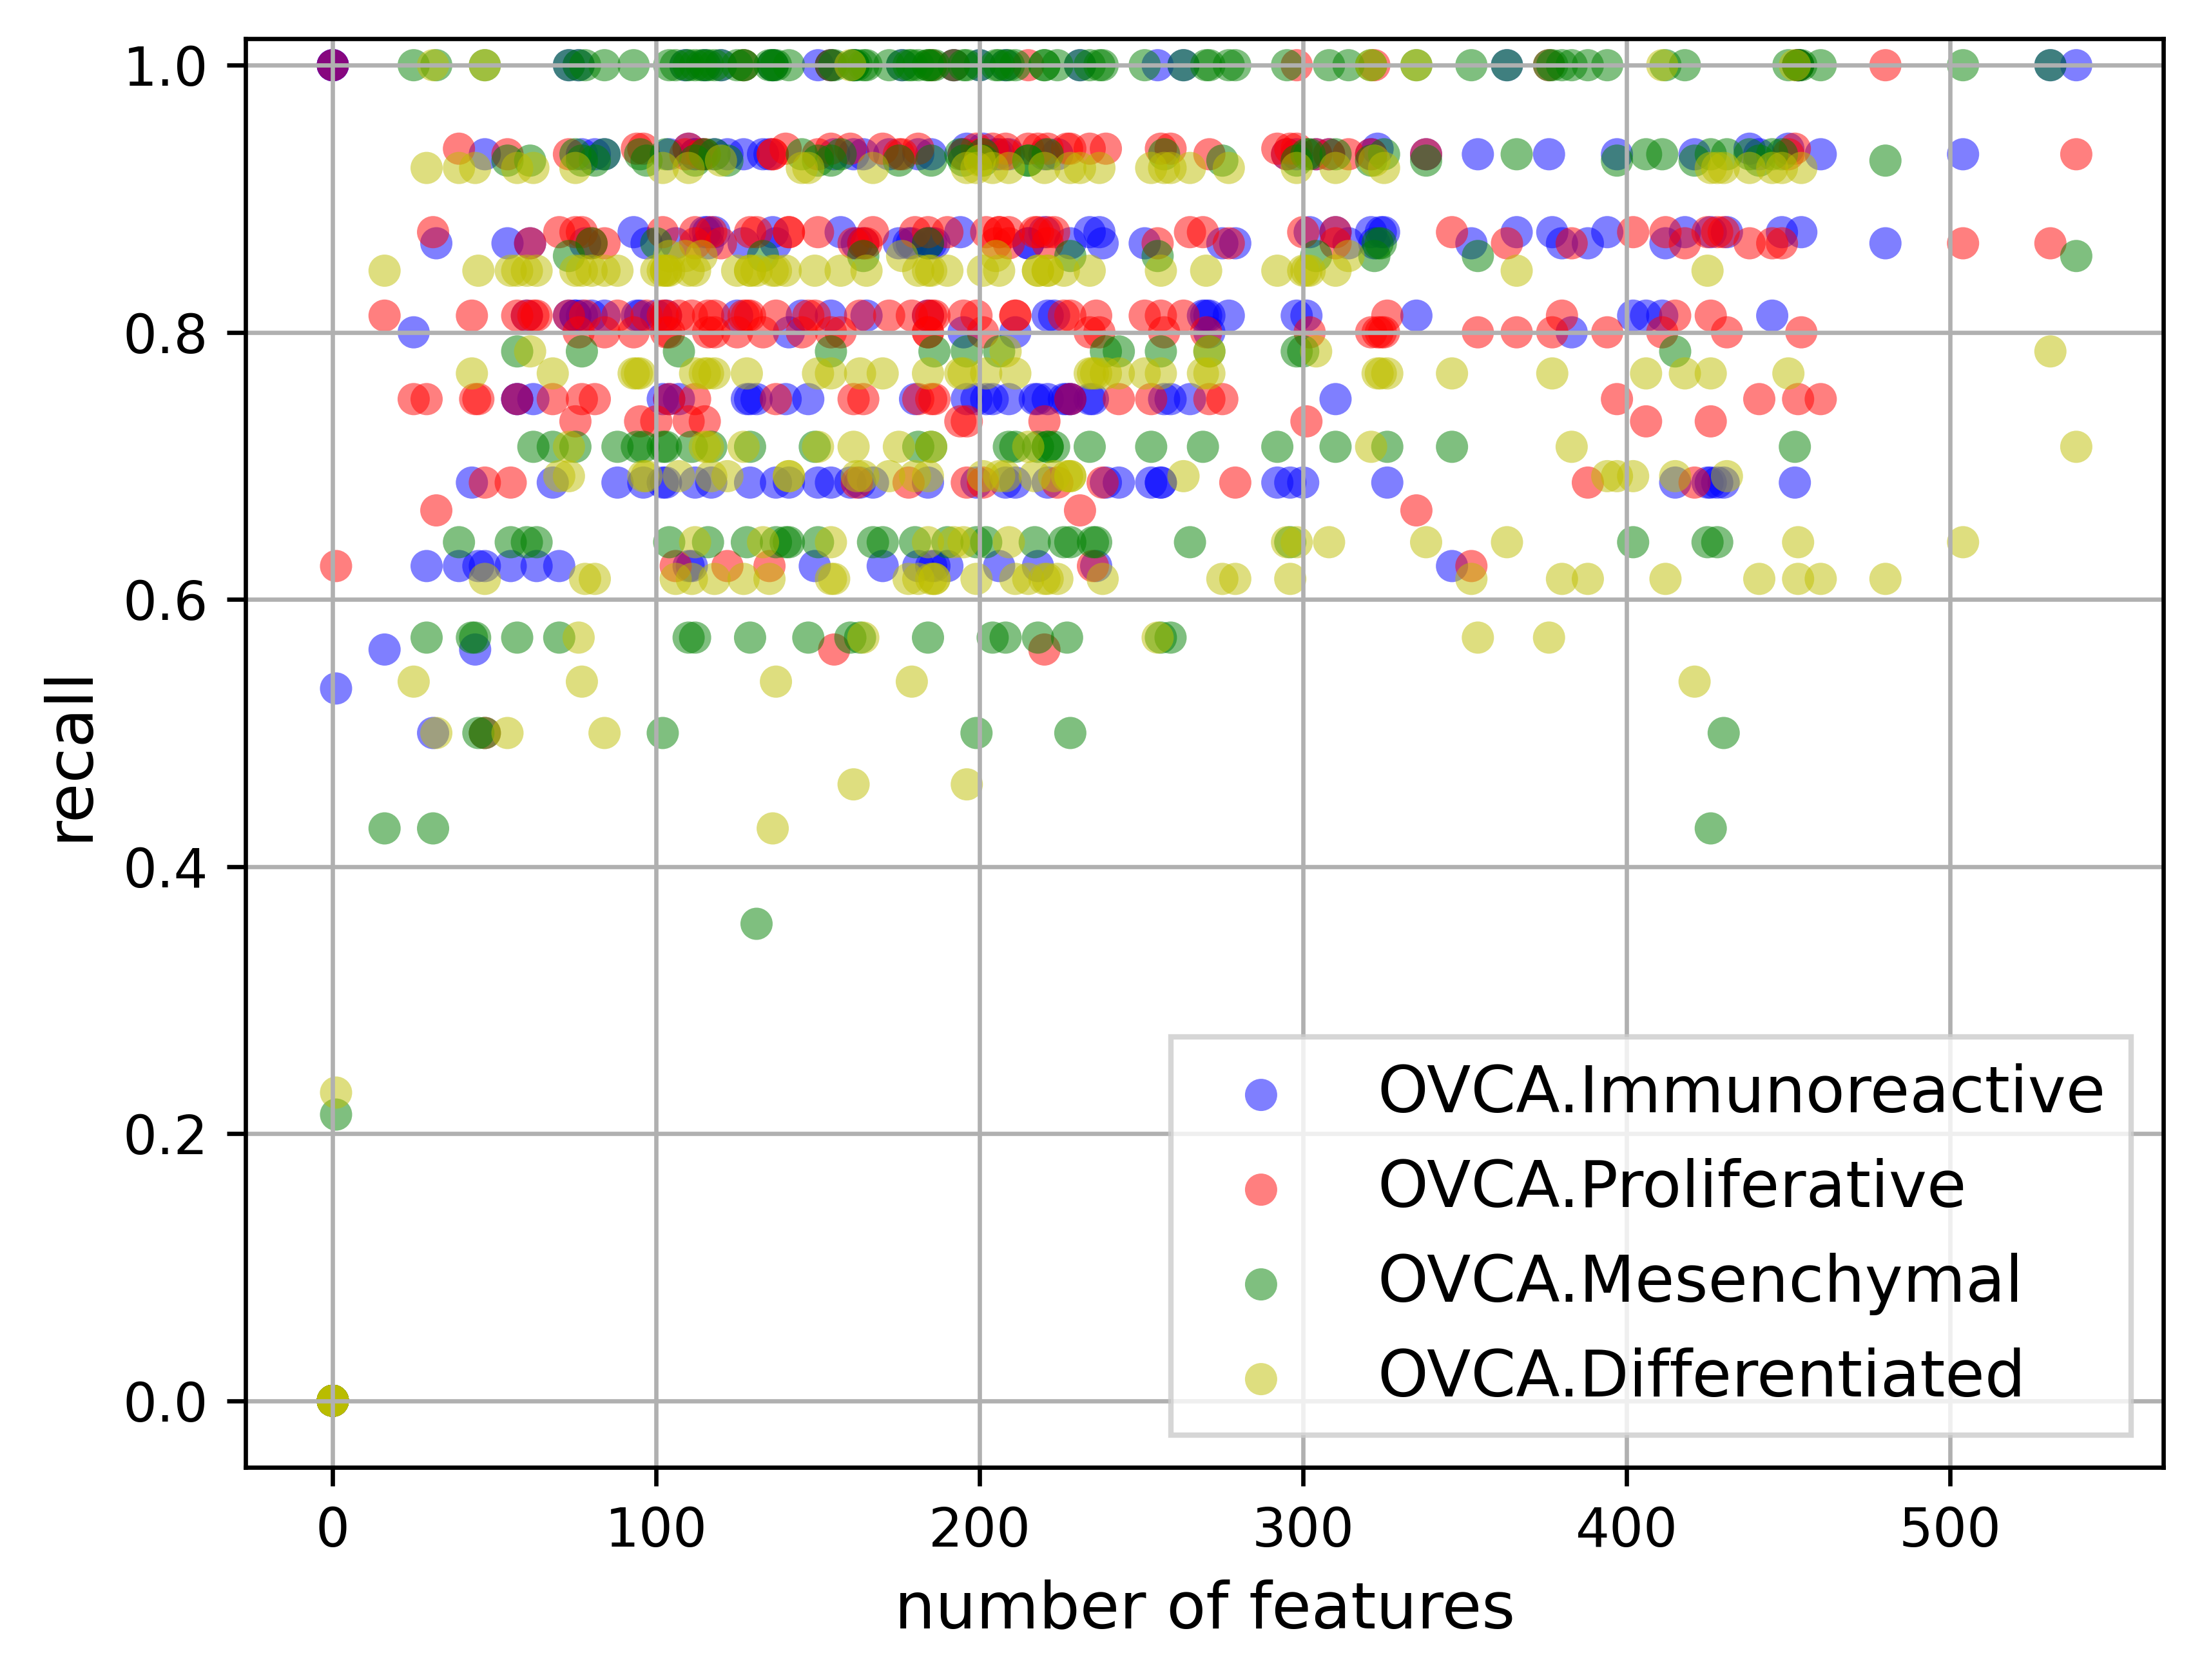 1.0
0.8
0.6
0.4
0.2
0.0
recall
OVCA.Immunoreactive
OVCA.Proliferative
OVCA.Mesenchymal
OVCA.Differentiated
0 100 200 300 400 500
number of features